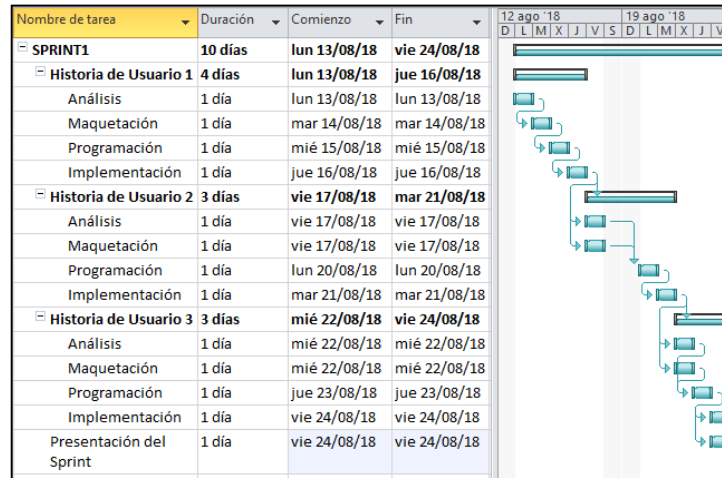 Nombre de tarea Duración Comienzo Fin 12 ago '18 19 ago '18
D L M X J V S D L M X J V
SPRINT1 10 días lun 13/08/18 vie 24/08/18
Historia de Usuario 1 4 días lun 13/08/18 jue 16/08/18
Análisis 1 día lun 13/08/18 lun 13/08/18
Maquetación 1 día mar 14/08/18 mar 14/08/18
Programación 1 día mié 15/08/18 mié 15/08/18
Implementación 1 día jue 16/08/18 jue 16/08/18
Historia de Usuario 2 3 días vie 17/08/18 mar 21/08/18
Análisis 1 día vie 17/08/18 vie 17/08/18
Maquetación 1 día vie 17/08/18 vie 17/08/18
Programación 1 día lun 20/08/18 lun 20/08/18
Implementación 1 día mar 21/08/18 mar 21/08/18
Historia de Usuario 3 3 días mié 22/08/18 vie 24/08/18
Análisis 1 día mié 22/08/18 mié 22/08/18
Maquetación 1 día mié 22/08/18 mié 22/08/18
Programación 1 día jue 23/08/18 jue 23/08/18
Implementación 1 día vie 24/08/18 vie 24/08/18
Presentación del 1 día vie 24/08/18 vie 24/08/18
Sprint